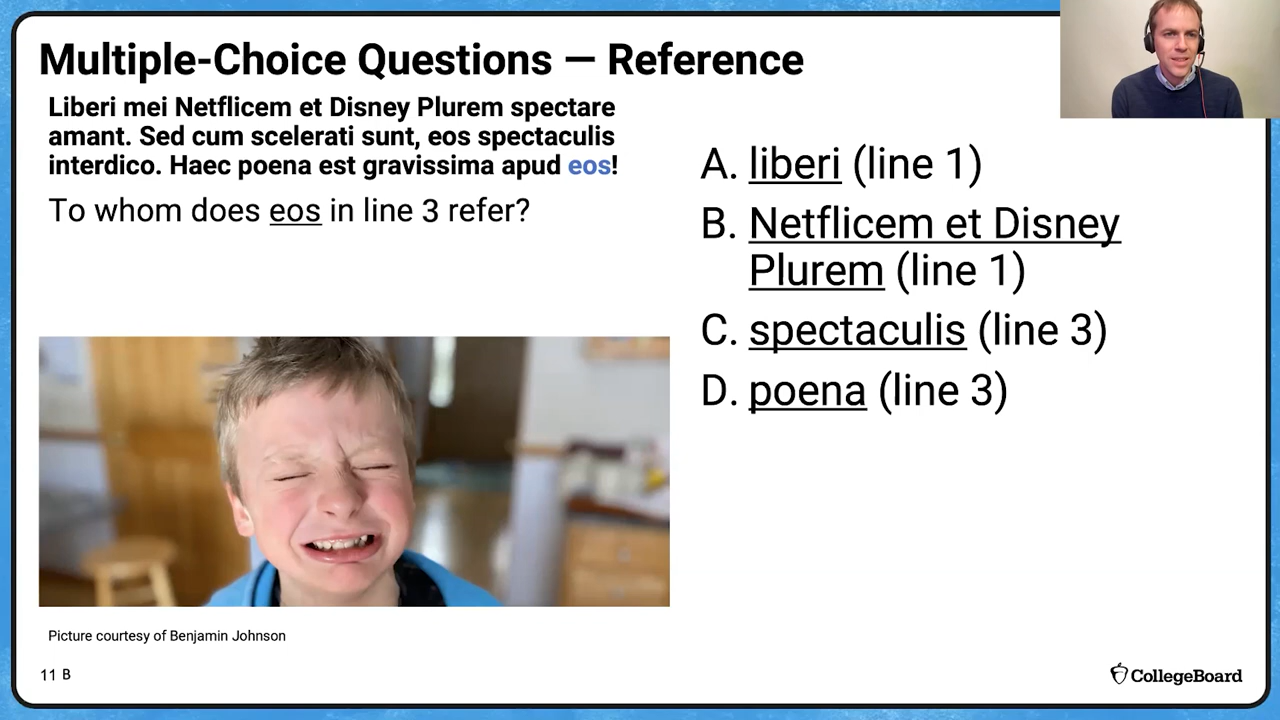 Multiple-Choice Questions — Reference
Liberi mei Netflicem et Disney Plurem spectare
amant. Sed cum scelerati sunt, eos spectaculis
interdico. Haec poena est gravissima apud eos!
To whom does eos in line 3 refer?
A. liberi (line 1)
B. Netflicem et Disney
Plurem (line 1)
C. spectaculis (line 3)
D. poena (line 3)
Picture courtesy of Benjamin Johnson
11 B
CollegeBoard